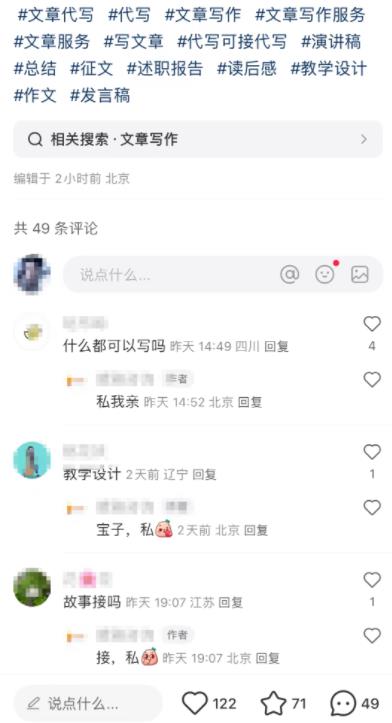 #文章代写 #代写 #文章写作 #文章写作服务
#文章服务 #写文章 #代写可接代写 #演讲稿
#总结 #征文 #述职报告 #读后感 #教学设计
#作文 #发言稿
相关搜索·文章写作
编辑于 2小时前 北京
共 49 条评论
说点什么...
什么都可以写吗 昨天 14:49 四川 回复
4
作者
私我亲 昨天 14:52 北京 回复
教学设计 2天前 辽宁 回复
1
宝子，私 2天前 北京 回复
故事接吗 昨天 19:07 江苏 回复
1
作者
接，私 昨天 19:07 北京 回复
说点什么...
122
71
49